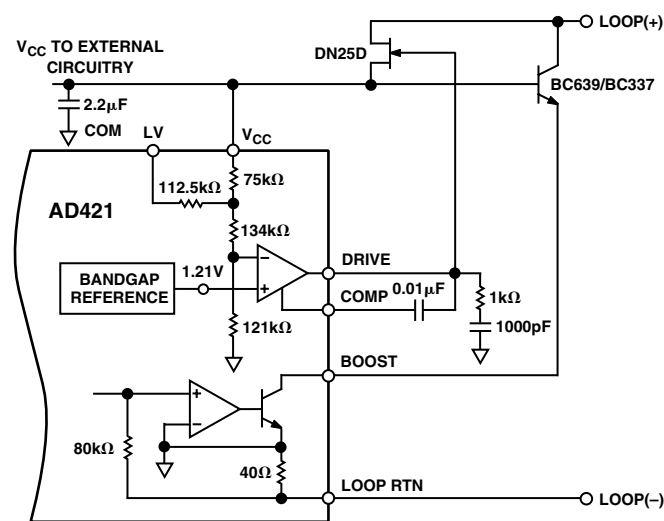 LOOP(+)
DN25D
V_CC TO EXTERNAL
CIRCUITRY
BC639/BC337
2.2μF
COM
LV
V_CC
112.5kΩ
75kΩ
AD421
134kΩ
DRIVE
BANDGAP
REFERENCE
1.21V
−
+
COMP
0.01μF
1kΩ
1000pF
121kΩ
BOOST
+
−
80kΩ
40Ω
LOOP RTN
LOOP(−)